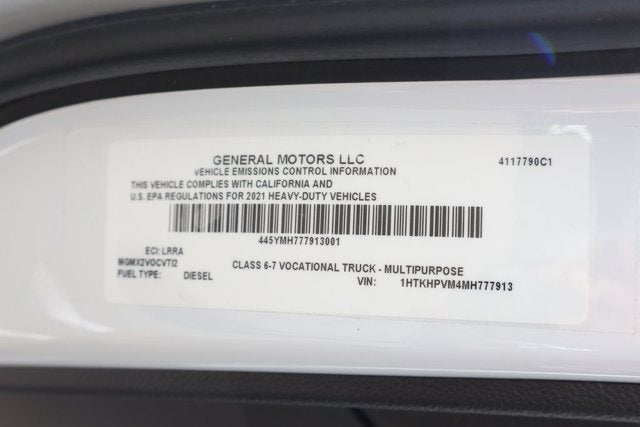 GENERAL MOTORS LLC 4117790C1
VEHICLE EMISSIONS CONTROL INFORMATION
THIS VEHICLE COMPLIES WITH CALIFORNIA AND
U.S. EPA REGULATIONS FOR 2021 HEAVY-DUTY VEHICLES
445YMH777913001
ECI: LRRA
MGMX2VOCVTI2 CLASS 6-7 VOCATIONAL TRUCK - MULTIPURPOSE
FUEL TYPE: DIESEL VIN: 1HTKHPVM4MH777913